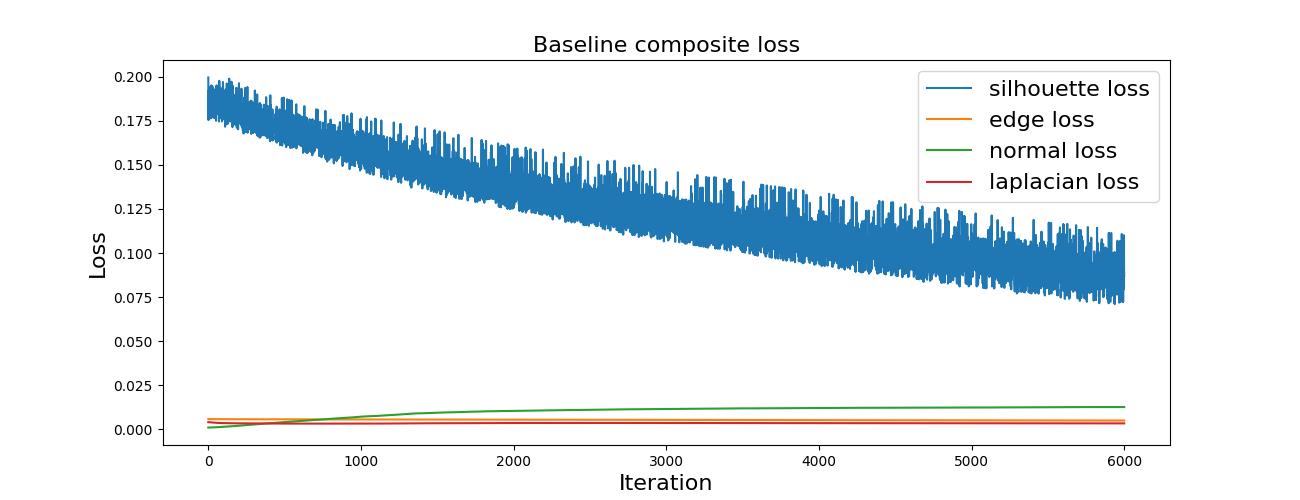 Baseline composite loss
silhouette loss
edge loss
normal loss
laplacian loss
Loss
0.200
0.175
0.150
0.125
0.100
0.075
0.050
0.025
0.000
0 1000 2000 3000 4000 5000 6000
Iteration